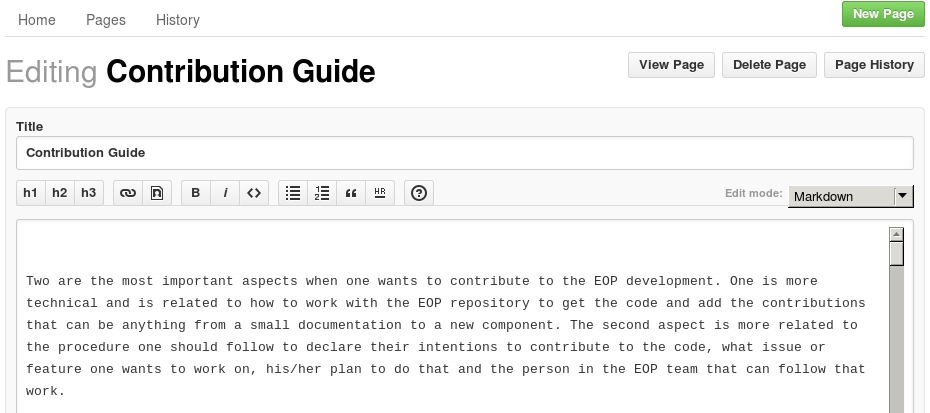 Home Pages History New Page
Editing Contribution Guide View Page Delete Page Page History
Title
Contribution Guide
h1 h2 h3 B i <> “ HR ? Edit mode: Markdown
Two are the most important aspects when one wants to contribute to the EOP development. One is more
technical and is related to how to work with the EOP repository to get the code and add the contributions
that can be anything from a small documentation to a new component. The second aspect is more related to
the procedure one should follow to declare their intentions to contribute to the code, what issue or
feature one wants to work on, his/her plan to do that and the person in the EOP team that can follow that
work.